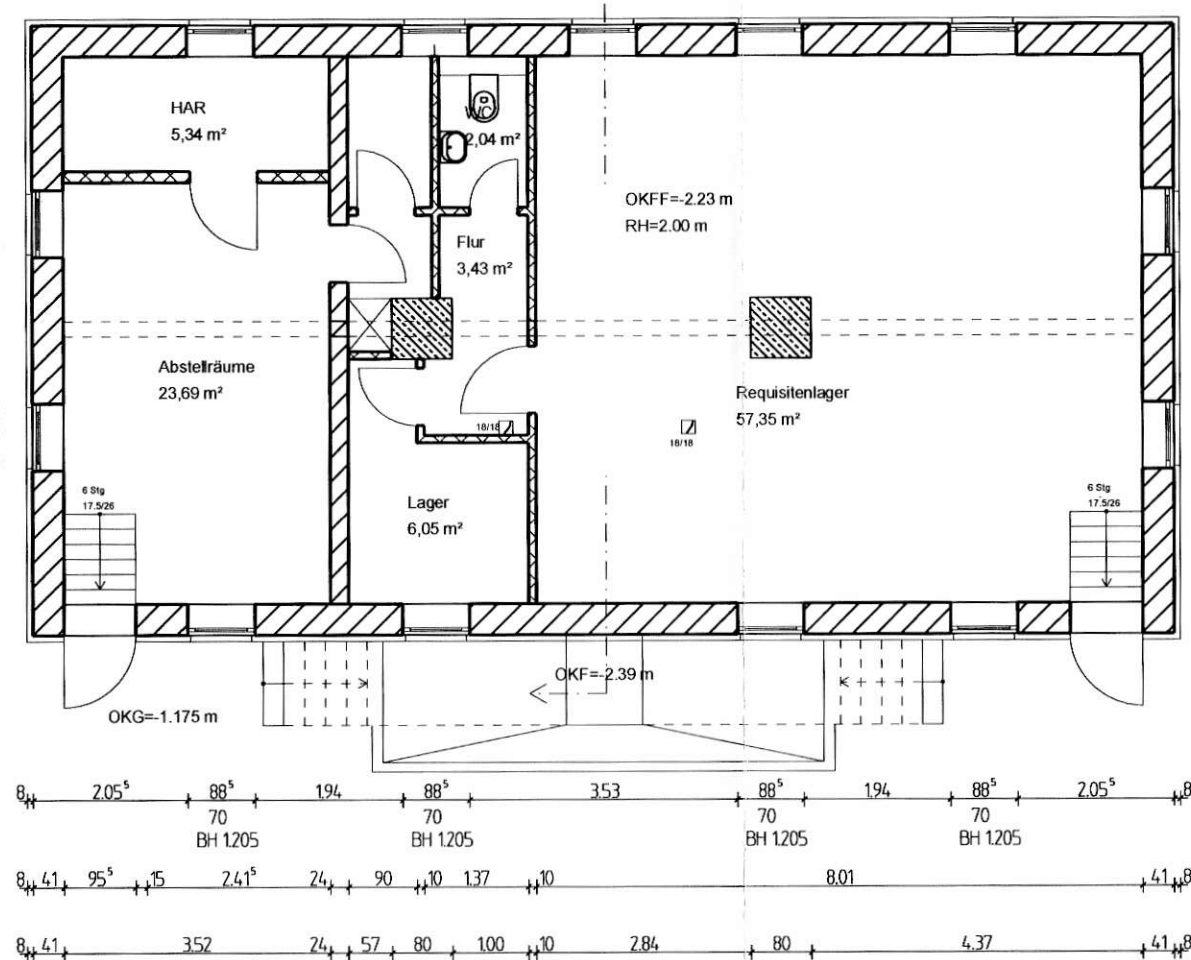 HAR
5,34 m²
WC
2,04 m²
OKFF=-2.23 m
RH=2.00 m
Flur
3,43 m²
Abstellräume
23,69 m²
Requisitenlager
57,35 m²
18/18
18/18
Lager
6,05 m²
6 Stg
17.5/26
6 Stg
17.5/26
OKF=-2.39 m
OKG=-1.175 m
8 2.05⁵ 88⁵ 1.94 88⁵ 3.53 88⁵ 1.94 88⁵ 2.05⁵ 8
70 70 70 70
BH 1.205 BH 1.205 BH 1.205 BH 1.205
8 41 95⁵ 15 2.41⁵ 24 90 10 1.37 10 8.01 41 8
8 41 3.52 24 57 80 1.00 10 2.84 80 4.37 41 8